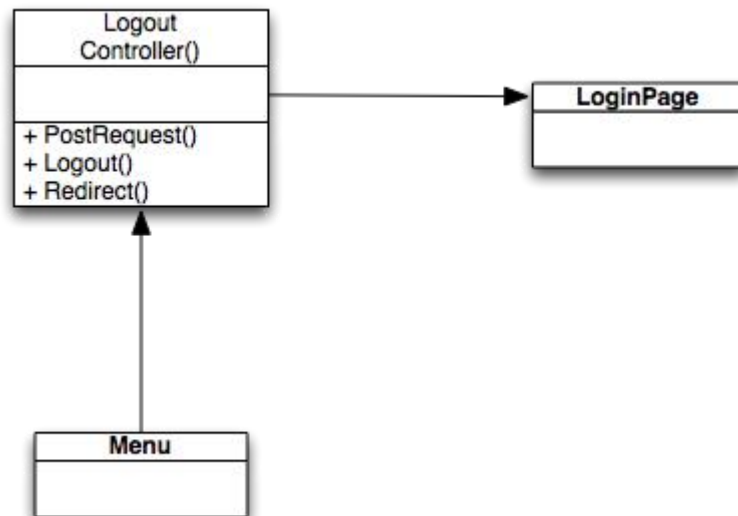 Logout
Controller()
+ PostRequest()
+ Logout()
+ Redirect()
LoginPage
Menu